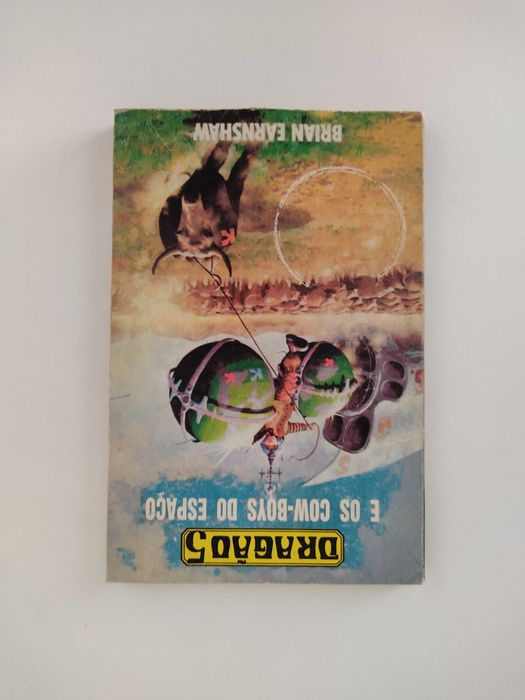 DRAGÃO 5
E OS COW-BOYS DO ESPAÇO
BRIAN EARNSHAW